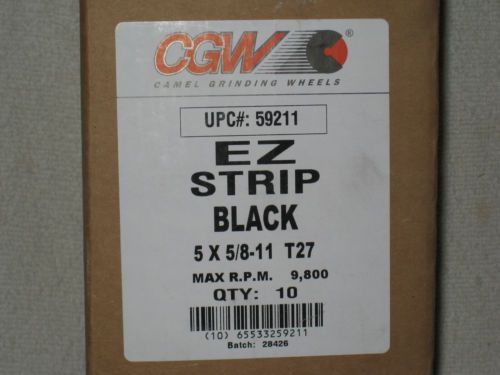 CGW ®
CAMEL GRINDING WHEELS
UPC#: 59211
EZ
STRIP
BLACK
5 X 5/8-11 T27
MAX R.P.M. 9,800
QTY: 10
(10) 65533259211
Batch: 28426